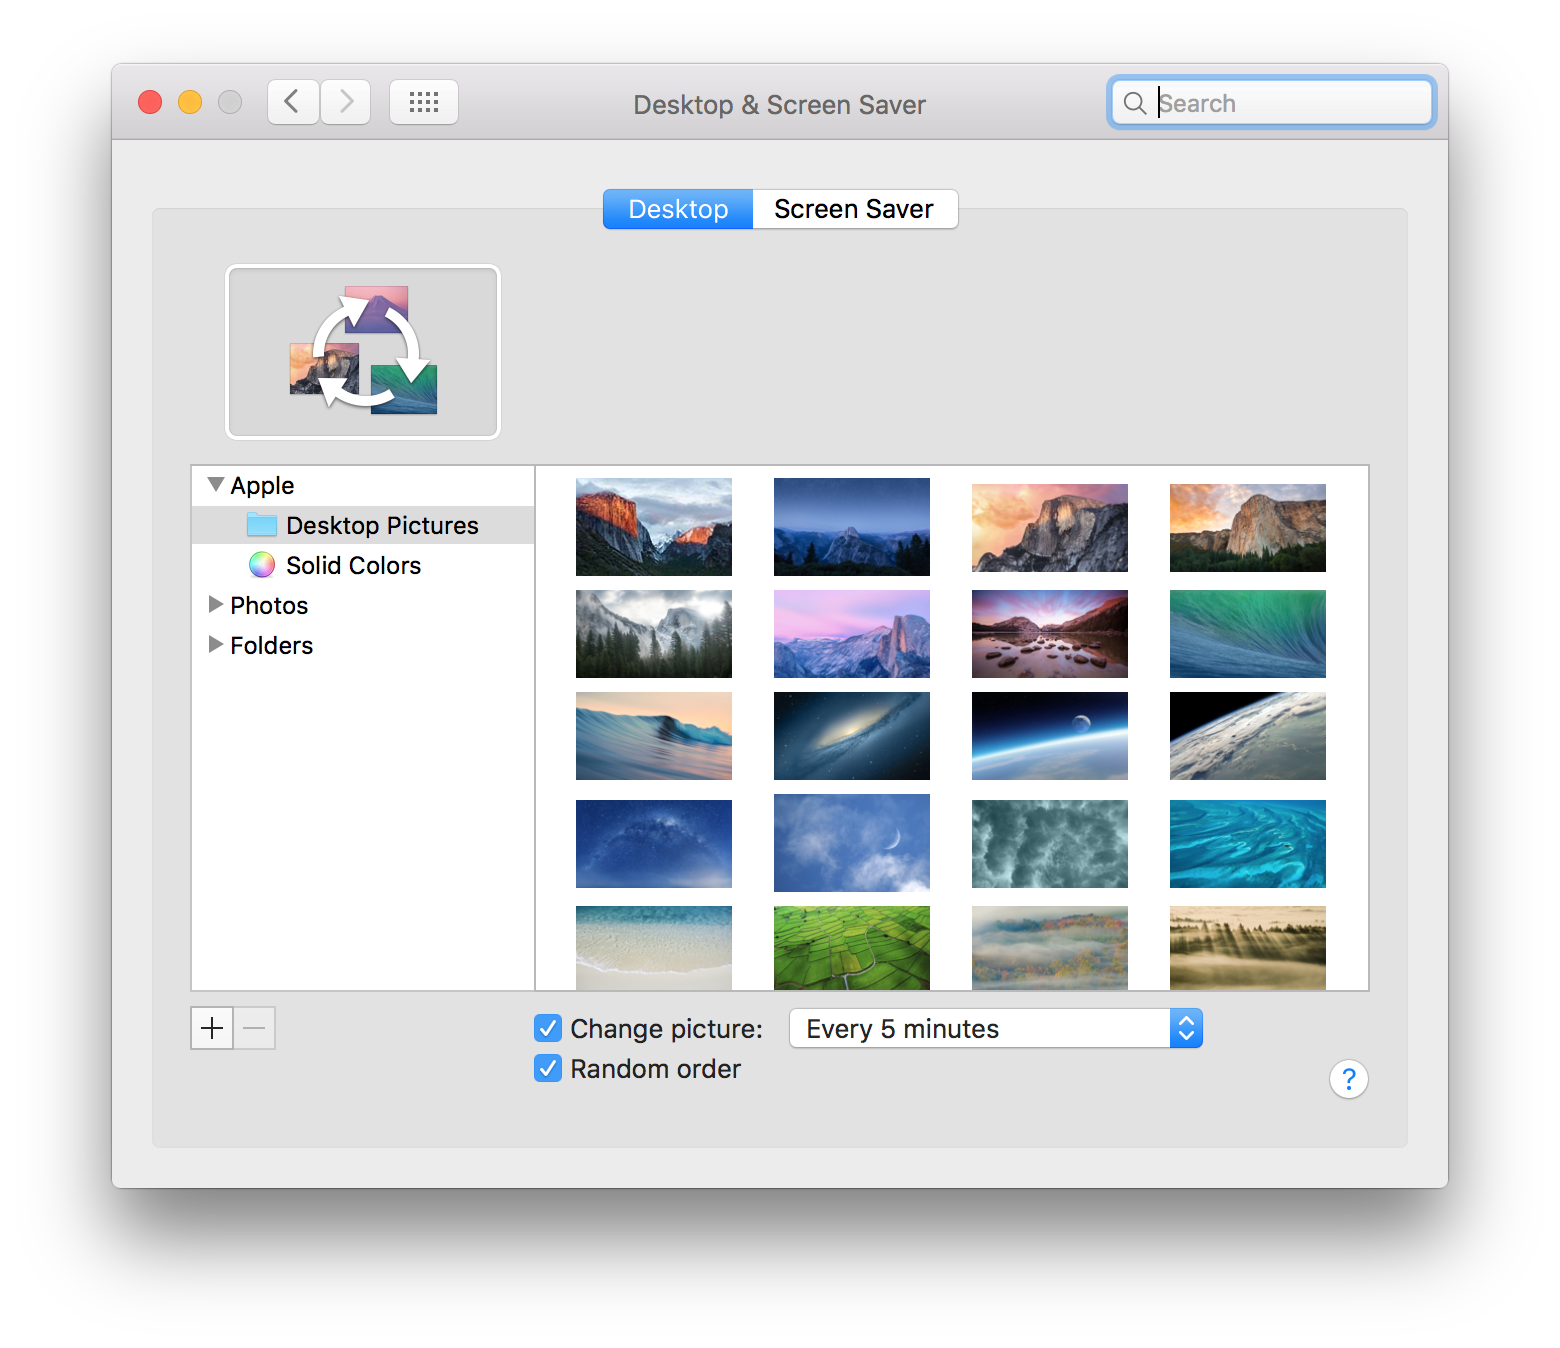 Desktop & Screen Saver
Search
Desktop
Screen Saver
Apple
Desktop Pictures
Solid Colors
Photos
Folders
Change picture:
Every 5 minutes
Random order
?